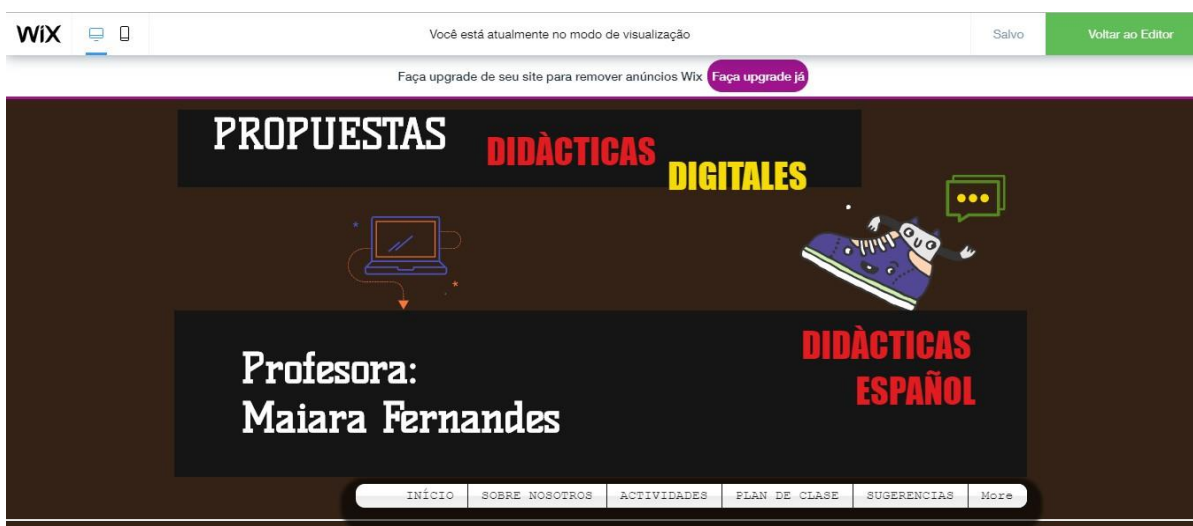 WiX Você está atualmente no modo de visualização Salvo Voltar ao Editor
Faça upgrade de seu site para remover anúncios Wix Faça upgrade já
PROPUESTAS
DIDÀCTICAS
DIGITALES
DIDÀCTICAS
ESPAÑOL
Profesora:
Maiara Fernandes
INÍCIO SOBRE NOSOTROS ACTIVIDADES PLAN DE CLASE SUGERENCIAS More